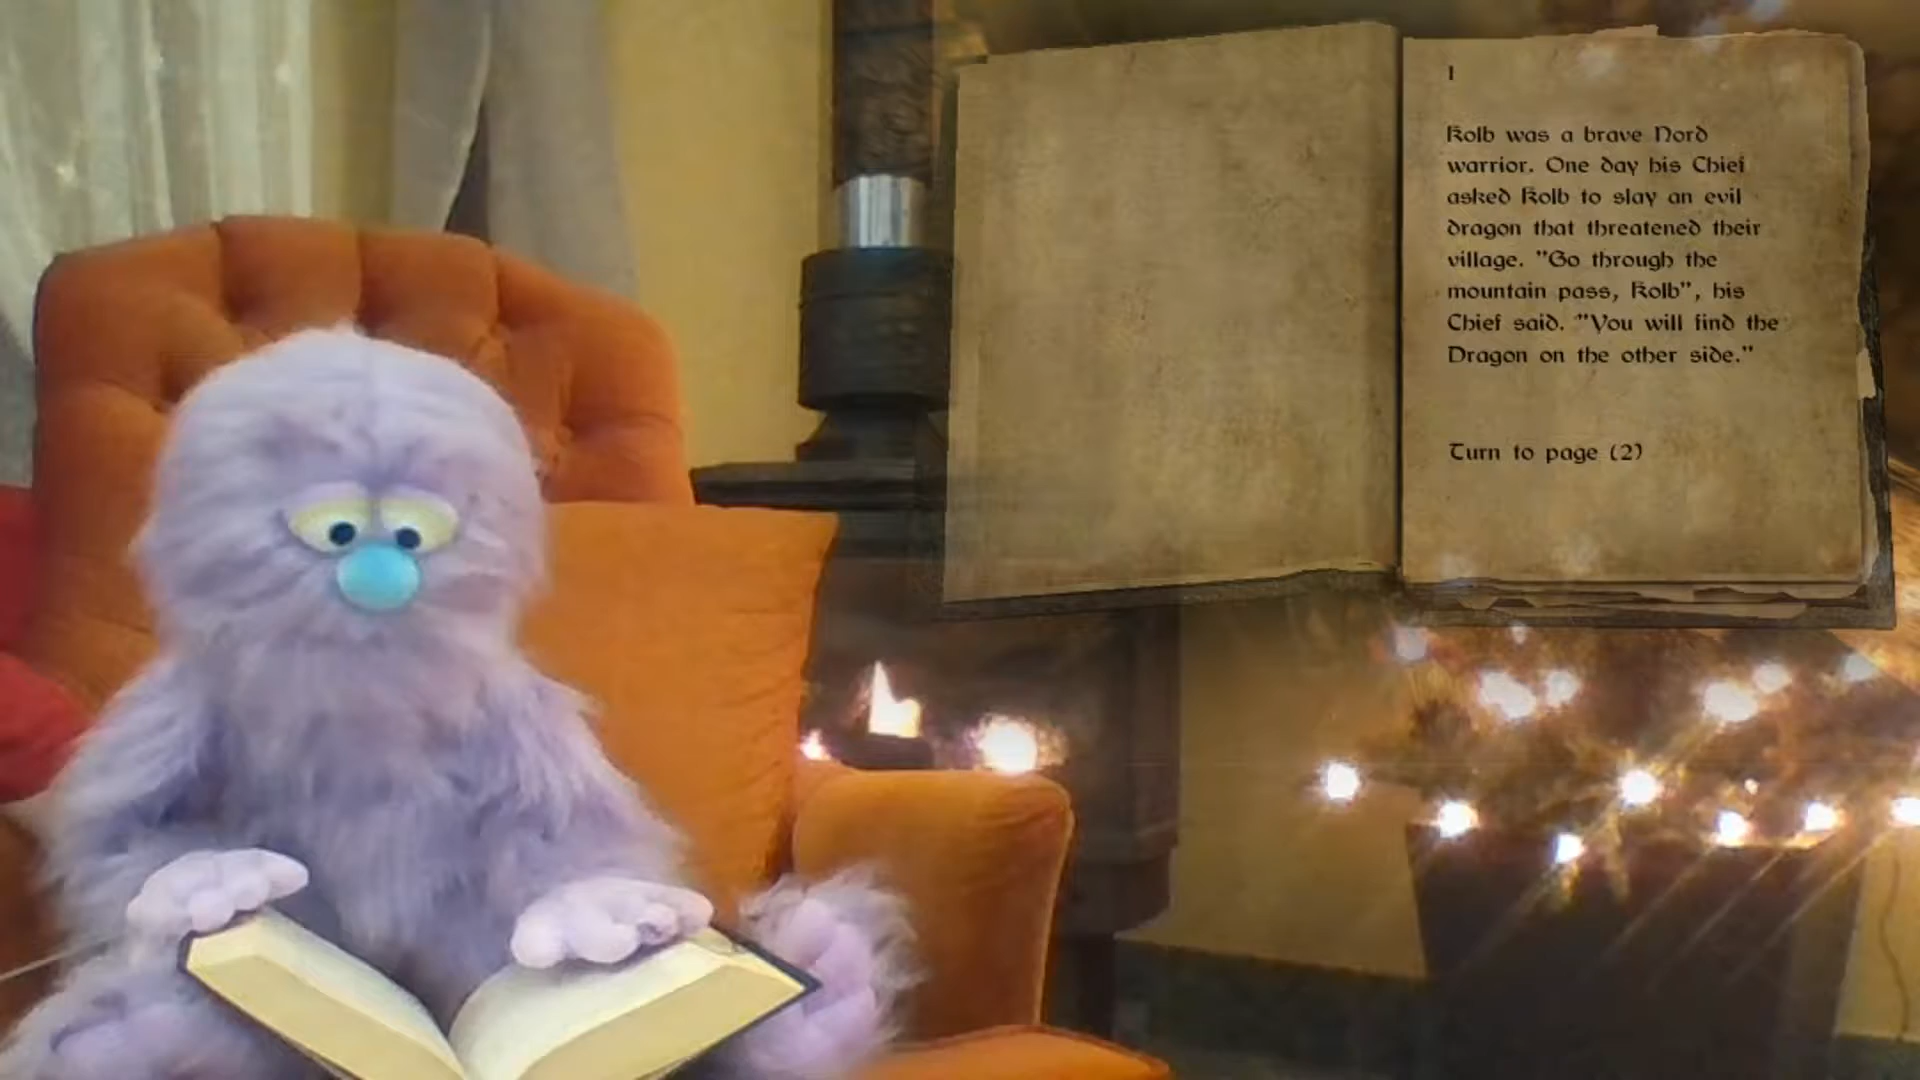 1
Kolb was a brave Nord
warrior. One day his Chief
asked Kolb to slay an evil
dragon that threatened their
village. "Go through the
mountain pass, Kolb", his
Chief said. "You will find the
Dragon on the other side."
Turn to page (2)